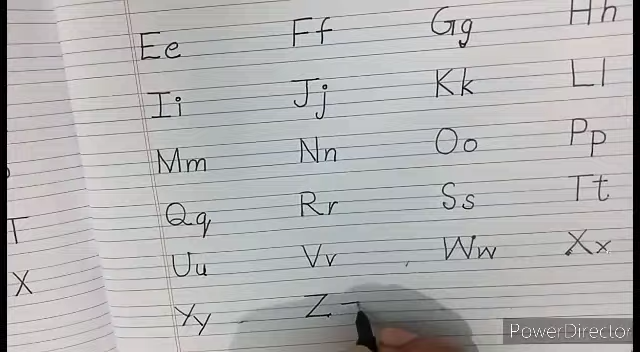 Ee Ff Gg Hh
Ii Jj Kk Ll
Mm Nn Oo Pp
Qq Rr Ss Tt
T
Uu Vv Ww Xx
X
Yy Z
PowerDirector